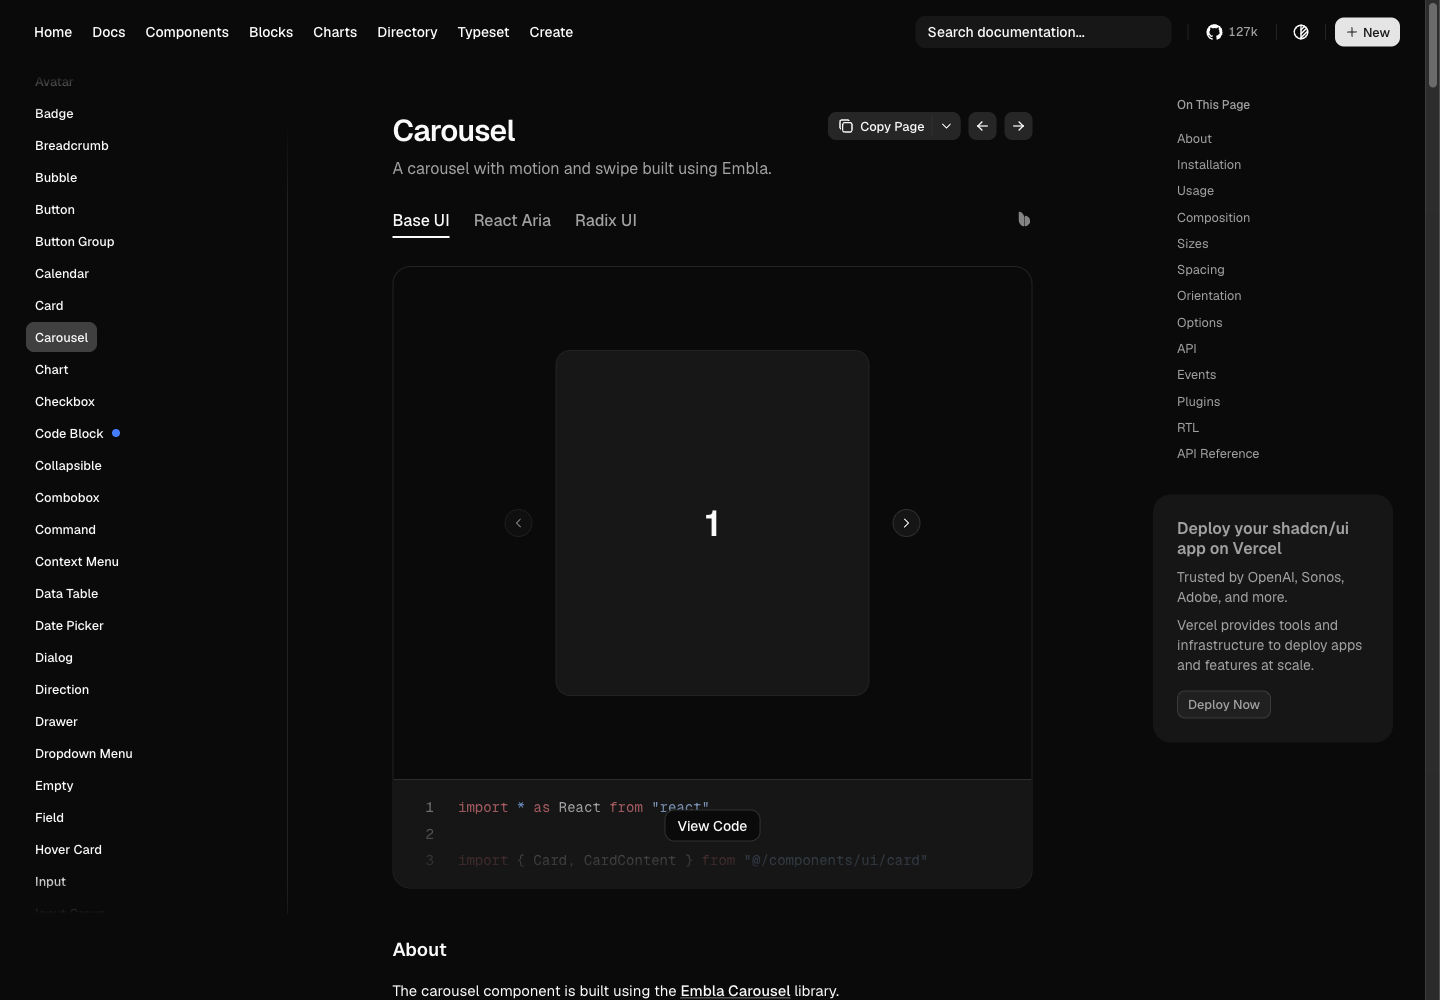 Home
Docs
Components
Blocks
Charts
Directory
Typeset
Create
Search documentation...
127k
New
Avatar
Badge
Breadcrumb
Bubble
Button
Button Group
Calendar
Card
Carousel
Chart
Checkbox
Code Block
Collapsible
Combobox
Command
Context Menu
Data Table
Date Picker
Dialog
Direction
Drawer
Dropdown Menu
Empty
Field
Hover Card
Input
Carousel
Copy Page
A carousel with motion and swipe built using Embla.
Base UI
React Aria
Radix UI
1
1 import * as React from "react"
View Code
2
3 import { Card, CardContent } from "@/components/ui/card"
About
The carousel component is built using the Embla Carousel library.
On This Page
About
Installation
Usage
Composition
Sizes
Spacing
Orientation
Options
API
Events
Plugins
RTL
API Reference
Deploy your shadcn/ui
app on Vercel
Trusted by OpenAI, Sonos,
Adobe, and more.
Vercel provides tools and
infrastructure to deploy apps
and features at scale.
Deploy Now